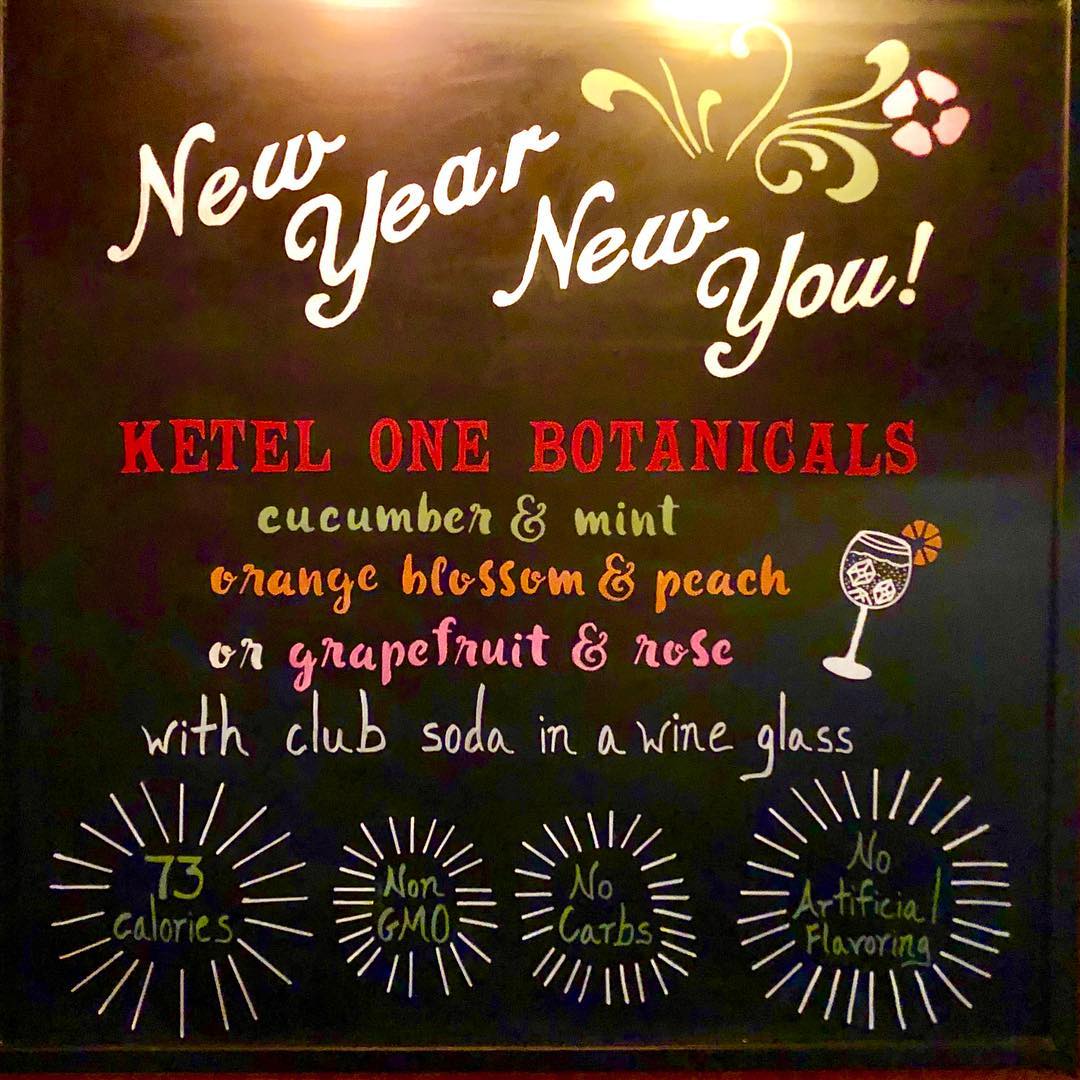 New Year New You!
KETEL ONE BOTANICALS
cucumber & mint
orange blossom & peach
or grapefruit & rose
with club soda in a wine glass
73
calories
Non
GMO
No
Carbs
No
Artificial
Flavoring